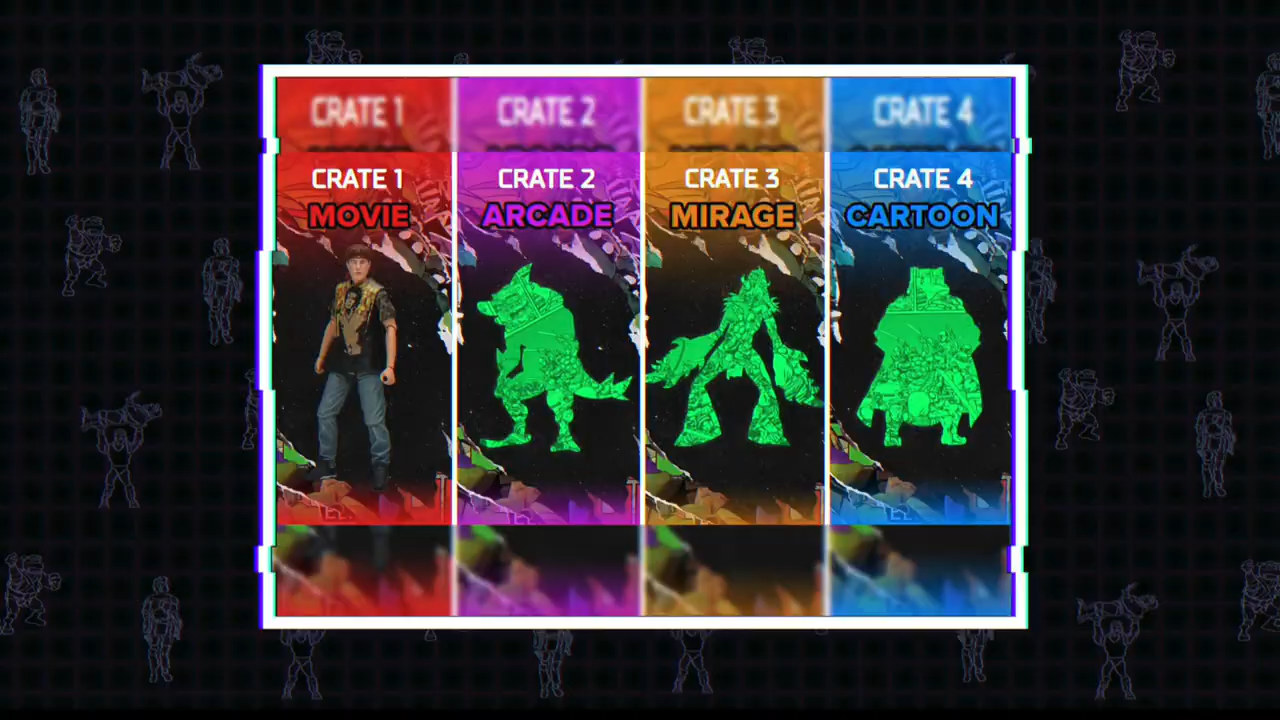 CRATE 1
CRATE 2
CRATE 3
CRATE 4
CRATE 1
CRATE 2
CRATE 3
CRATE 4
MOVIE
ARCADE
MIRAGE
CARTOON